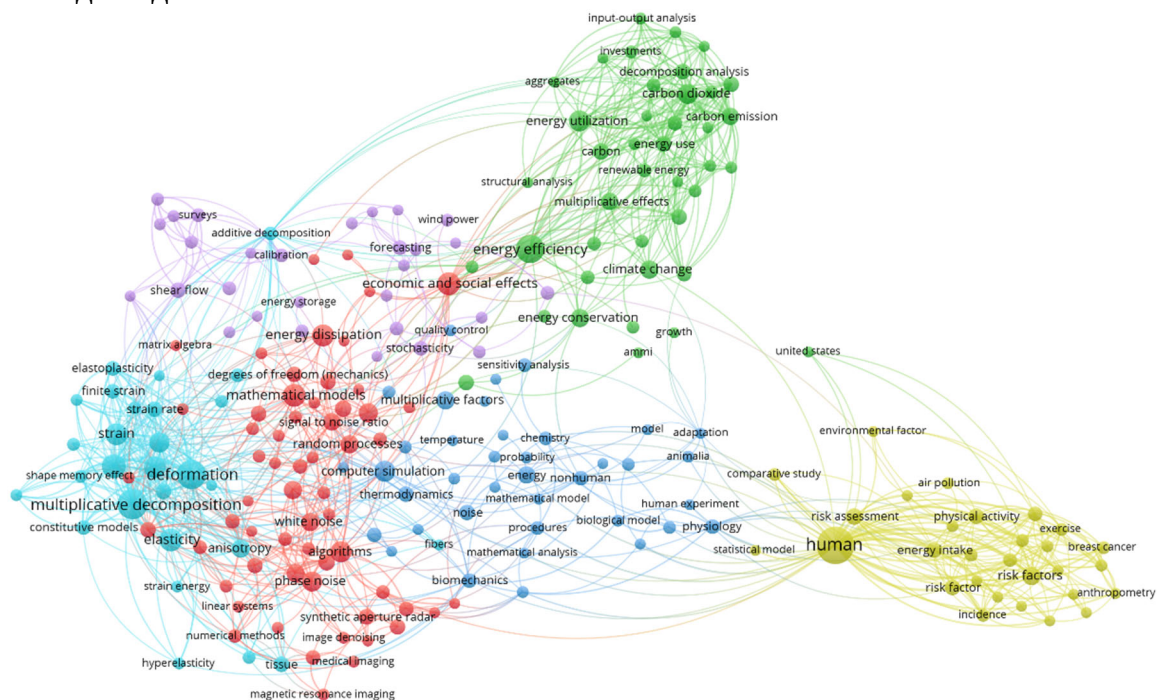 input-output analysis
investments
decomposition analysis
aggregates
carbon dioxide
energy utilization
carbon emission
carbon
energy use
renewable energy
structural analysis
multiplicative effects
surveys
wind power
additive decomposition
forecasting
calibration
energy efficiency
climate change
economic and social effects
shear flow
energy storage
energy conservation
quality control
energy dissipation
growth
matrix algebra
stochasticity
ammi
united states
sensitivity analysis
elastoplasticity
degrees of freedom (mechanics)
finite strain
mathematical models
multiplicative factors
strain rate
signal to noise ratio
strain
random processes
temperature
chemistry
model
adaptation
environmental factor
probability
animalia
shape memory effect
deformation
computer simulation
energy
nonhuman
comparative study
air pollution
thermodynamics
mathematical model
multiplicative decomposition
human experiment
noise
risk assessment
physical activity
white noise
biological model
constitutive models
procedures
physiology
exercise
elasticity
anisotropy
algorithms
fibers
mathematical analysis
statistical model
human
energy intake
breast cancer
phase noise
biomechanics
risk factors
strain energy
risk factor
anthropometry
linear systems
synthetic aperture radar
incidence
numerical methods
image denoising
hyperelasticity
tissue
medical imaging
magnetic resonance imaging